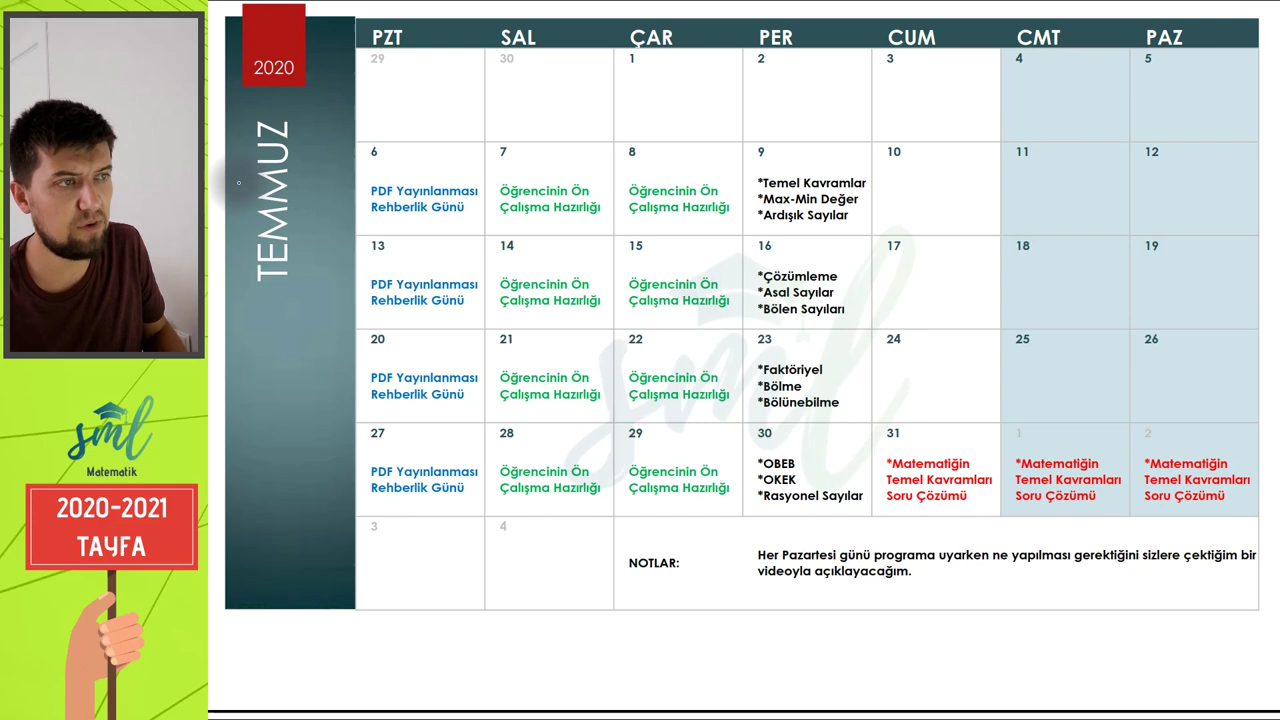 2020
TEMMUZ
PZT SAL ÇAR PER CUM CMT PAZ
29 30 1 2 3 4 5
6 7 8 9 10 11 12
PDF Yayınlanması
Rehberlik Günü
Öğrencinin Ön
Çalışma Hazırlığı
Öğrencinin Ön
Çalışma Hazırlığı
*Temel Kavramlar
*Max-Min Değer
*Ardışık Sayılar
13 14 15 16 17 18 19
PDF Yayınlanması
Rehberlik Günü
Öğrencinin Ön
Çalışma Hazırlığı
Öğrencinin Ön
Çalışma Hazırlığı
*Çözümleme
*Asal Sayılar
*Bölen Sayıları
20 21 22 23 24 25 26
PDF Yayınlanması
Rehberlik Günü
Öğrencinin Ön
Çalışma Hazırlığı
Öğrencinin Ön
Çalışma Hazırlığı
*Faktöriyel
*Bölme
*Bölünebilme
27 28 29 30 31 1 2
PDF Yayınlanması
Rehberlik Günü
Öğrencinin Ön
Çalışma Hazırlığı
Öğrencinin Ön
Çalışma Hazırlığı
*OBEB
*OKEK
*Rasyonel Sayılar
*Matematiğin
Temel Kavramları
Soru Çözümü
*Matematiğin
Temel Kavramları
Soru Çözümü
*Matematiğin
Temel Kavramları
Soru Çözümü
3 4
NOTLAR:
Her Pazartesi günü programa uyarken ne yapılması gerektiğini sizlere çektiğim bir
videoyla açıklayacağım.
sml
sml
Matematik
2020-2021
TAYFA